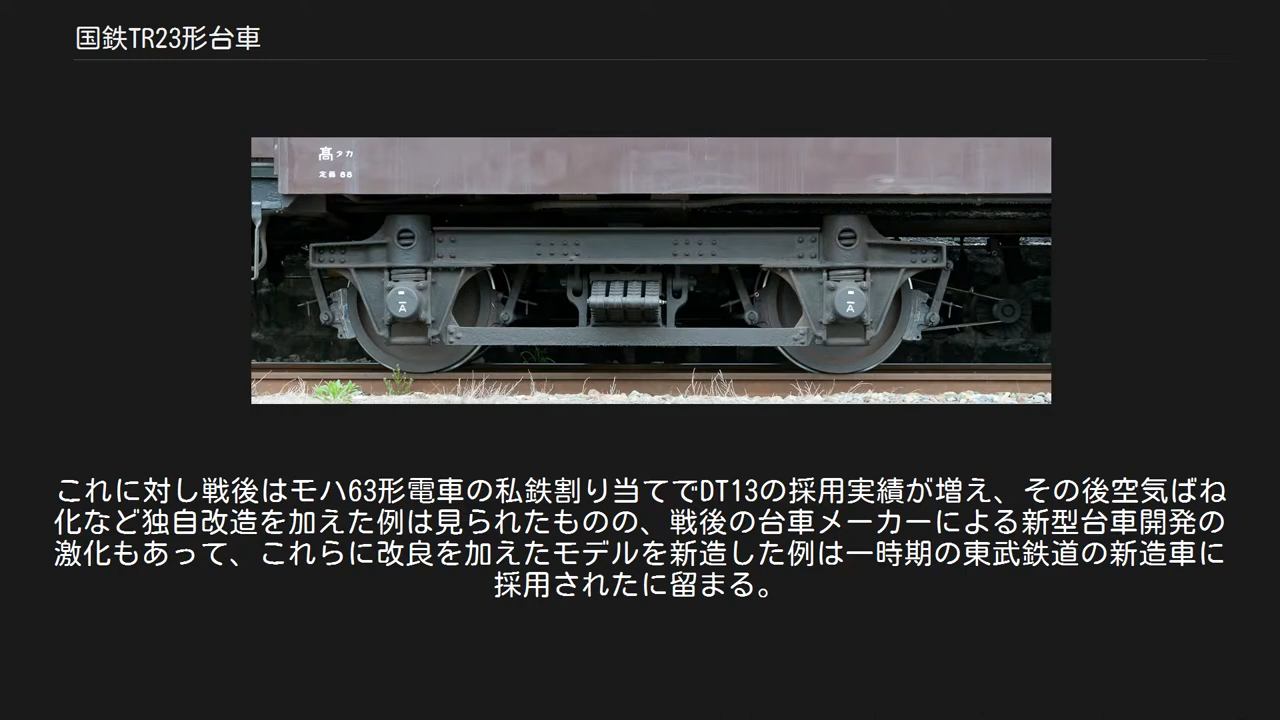 国鉄TR23形台車
髙タカ
定員 88
A
A
これに対し戦後はモハ63形電車の私鉄割り当てでDT13の採用実績が増え、その後空気ばね
化など独自改造を加えた例は見られたものの、戦後の台車メーカーによる新型台車開発の
激化もあって、これらに改良を加えたモデルを新造した例は一時期の東武鉄道の新造車に
採用されたに留まる。